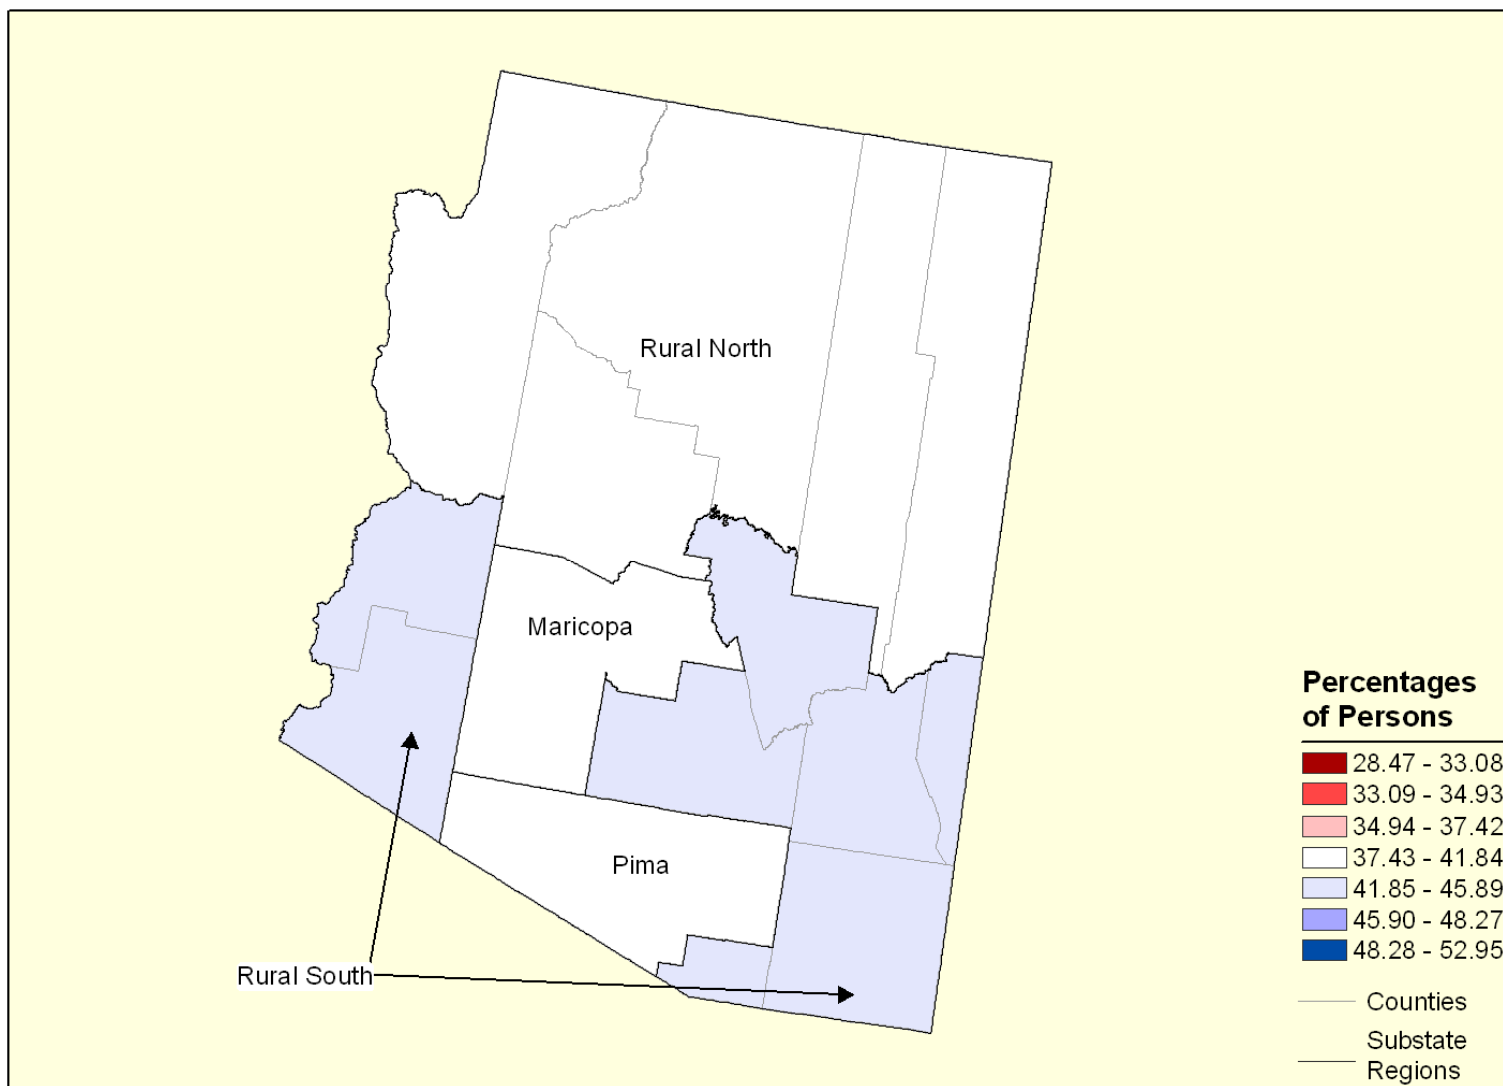 Rural North
Maricopa
Pima
Rural South
Percentages
of Persons
28.47 - 33.08
33.09 - 34.93
34.94 - 37.42
37.43 - 41.84
41.85 - 45.89
45.90 - 48.27
48.28 - 52.95
Counties
Substate
Regions